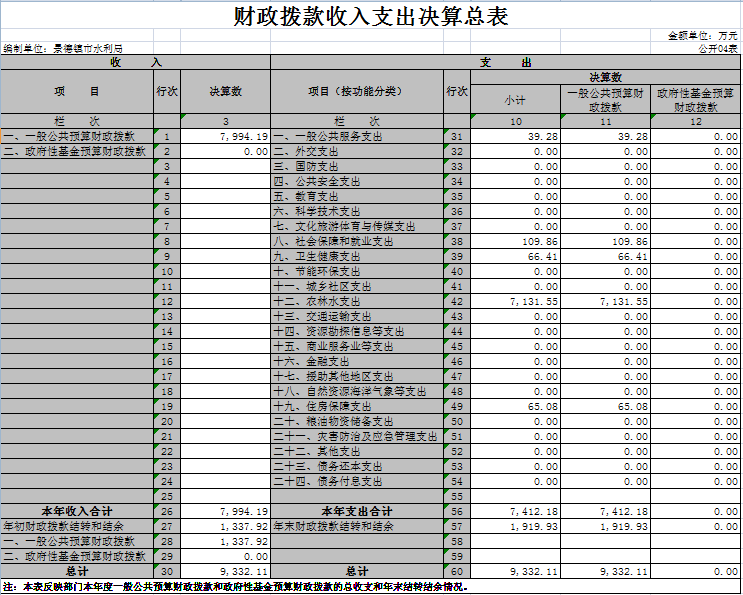 财政拨款收入支出决算总表
金额单位：万元
编制单位：景德镇市水利局 公开04表
收 入 支 出
项 目 行次 决算数 项目（按功能分类） 行次 决算数
小计 一般公共预算财政拨款 政府性基金预算财政拨款
栏 次 3 栏 次 10 11 12
一、一般公共预算财政拨款 1 7,994.19 一、一般公共服务支出 31 39.28 39.28 0.00
二、政府性基金预算财政拨款 2 0.00 二、外交支出 32 0.00 0.00 0.00
3 三、国防支出 33 0.00 0.00 0.00
4 四、公共安全支出 34 0.00 0.00 0.00
5 五、教育支出 35 0.00 0.00 0.00
6 六、科学技术支出 36 0.00 0.00 0.00
7 七、文化旅游体育与传媒支出 37 0.00 0.00 0.00
8 八、社会保障和就业支出 38 109.86 109.86 0.00
9 九、卫生健康支出 39 66.41 66.41 0.00
10 十、节能环保支出 40 0.00 0.00 0.00
11 十一、城乡社区支出 41 0.00 0.00 0.00
12 十二、农林水支出 42 7,131.55 7,131.55 0.00
13 十三、交通运输支出 43 0.00 0.00 0.00
14 十四、资源勘探信息等支出 44 0.00 0.00 0.00
15 十五、商业服务业等支出 45 0.00 0.00 0.00
16 十六、金融支出 46 0.00 0.00 0.00
17 十七、援助其他地区支出 47 0.00 0.00 0.00
18 十八、自然资源海洋气象等支出 48 0.00 0.00 0.00
19 十九、住房保障支出 49 65.08 65.08 0.00
20 二十、粮油物资储备支出 50 0.00 0.00 0.00
21 二十一、灾害防治及应急管理支出 51 0.00 0.00 0.00
22 二十二、其他支出 52 0.00 0.00 0.00
23 二十三、债务还本支出 53 0.00 0.00 0.00
24 二十四、债务付息支出 54 0.00 0.00 0.00
25 55
本年收入合计 26 7,994.19 本年支出合计 56 7,412.18 7,412.18 0.00
年初财政拨款结转和结余 27 1,337.92 年末财政拨款结转和结余 57 1,919.93 1,919.93 0.00
一、一般公共预算财政拨款 28 1,337.92 58
二、政府性基金预算财政拨款 29 0.00 59
总计 30 9,332.11 总计 60 9,332.11 9,332.11 0.00
注：本表反映部门本年度一般公共预算财政拨款和政府性基金预算财政拨款的总收支和年末结转结余情况。